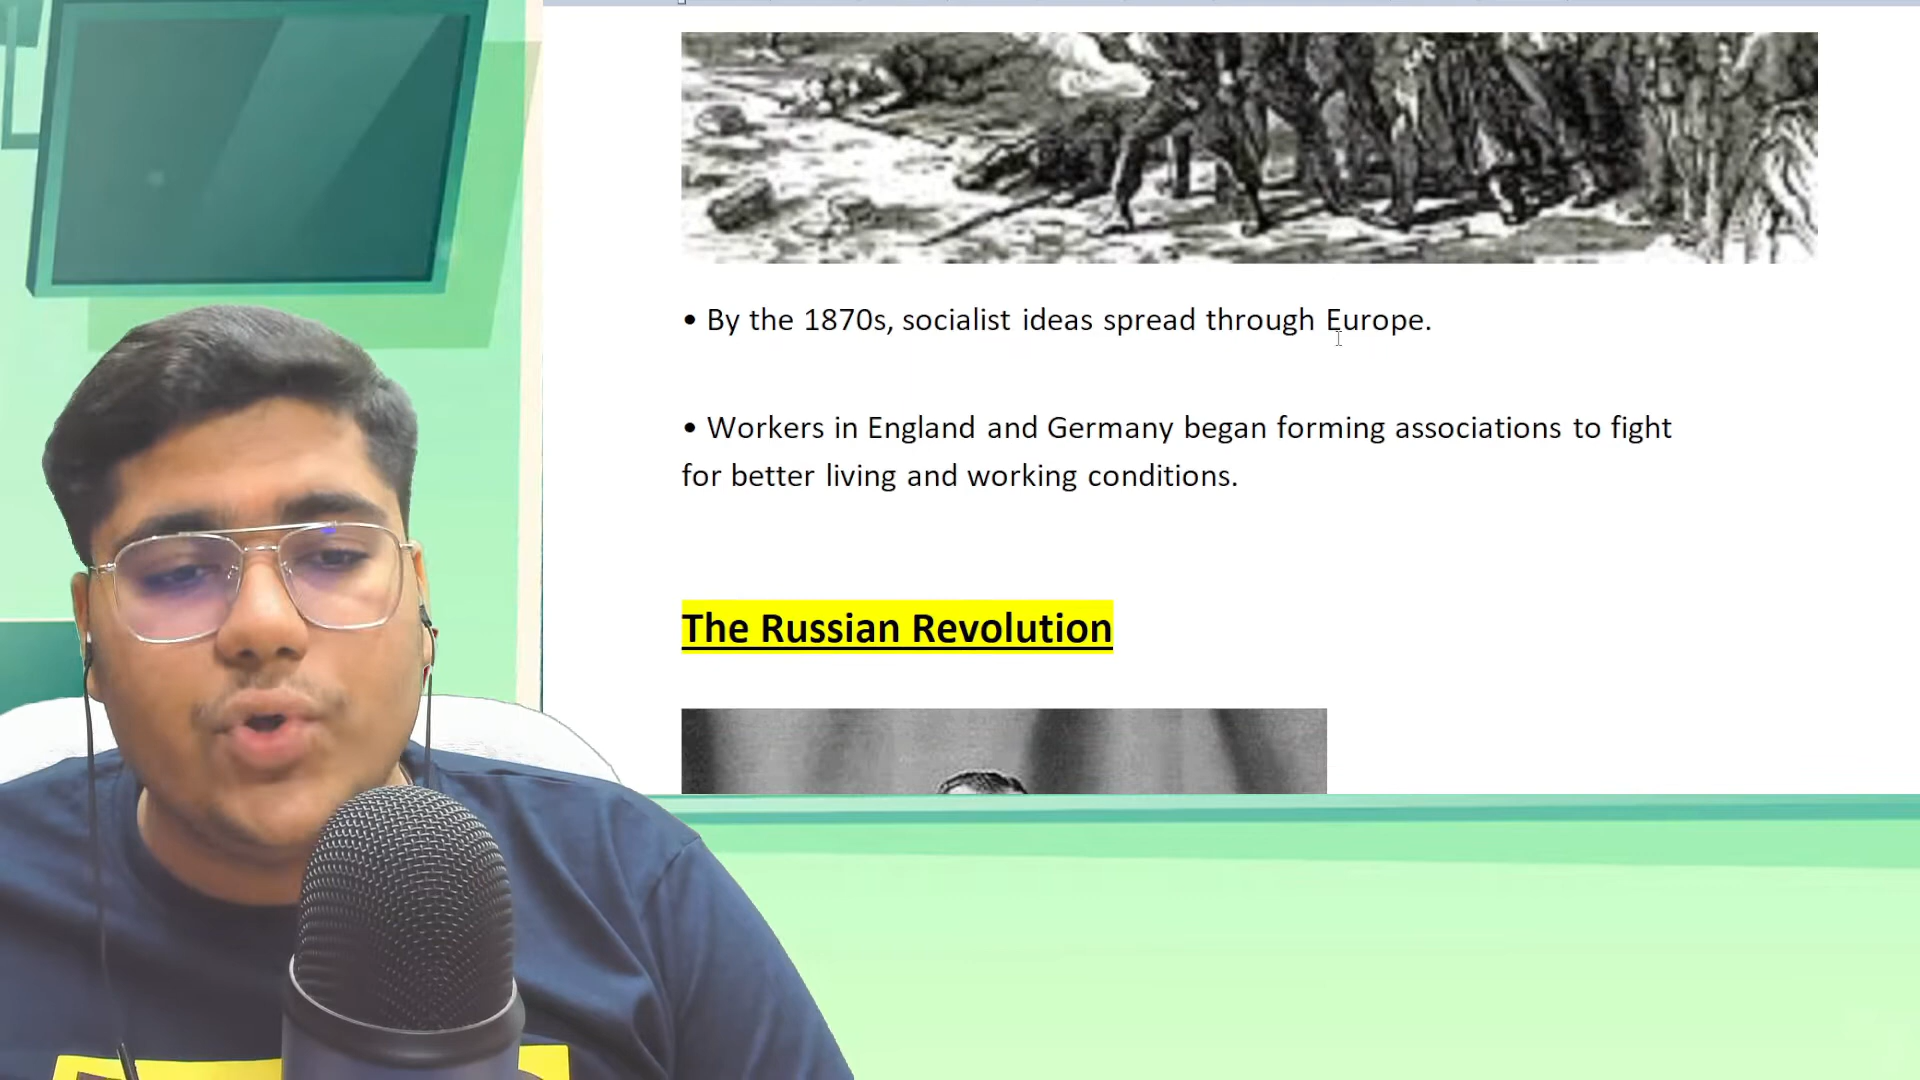 • By the 1870s, socialist ideas spread through Europe.
• Workers in England and Germany began forming associations to fight
for better living and working conditions.
The Russian Revolution